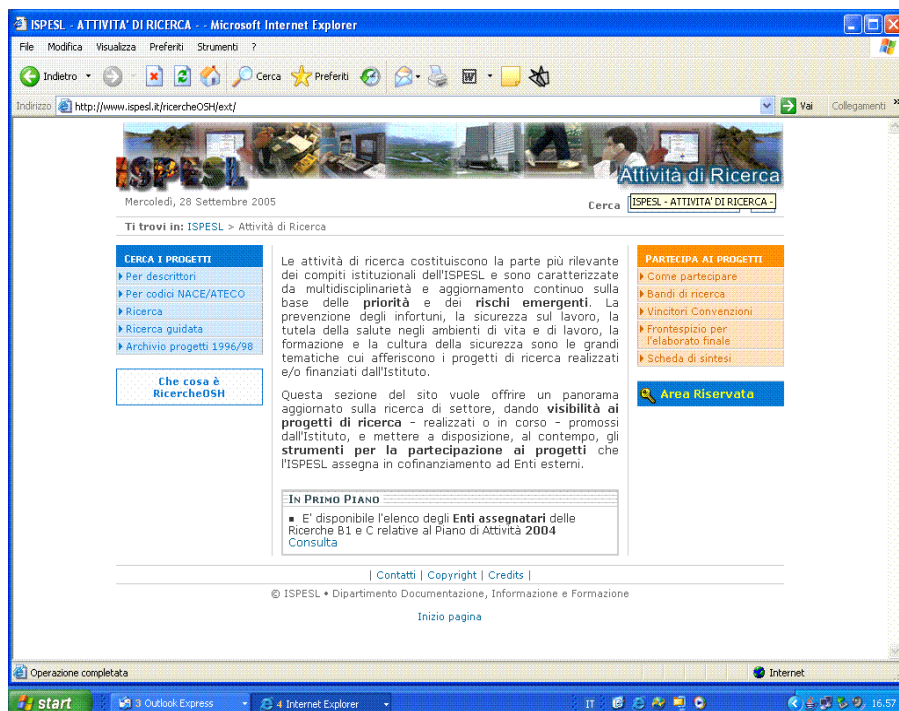 ISPESL - ATTIVITA' DI RICERCA - - Microsoft Internet Explorer
File Modifica Visualizza Preferiti Strumenti ?
Indietro Cerca Preferiti
Indirizzo http://www.ispesl.it/ricercheOSH/ext/ Vai Collegamenti »
ISPESL
Attività di Ricerca
Mercoledì, 28 Settembre 2005
Cerca
ISPESL - ATTIVITA' DI RICERCA -
Ti trovi in: ISPESL > Attività di Ricerca
CERCA I PROGETTI
Per descrittori
Per codici NACE/ATECO
Ricerca
Ricerca guidata
Archivio progetti 1996/98
Che cosa è
RicercheOSH
Le attività di ricerca costituiscono la parte più rilevante
dei compiti istituzionali dell'ISPESL e sono caratterizzate
da multidisciplinarietà e aggiornamento continuo sulla
base delle priorità e dei rischi emergenti. La
prevenzione degli infortuni, la sicurezza sul lavoro, la
tutela della salute negli ambienti di vita e di lavoro, la
formazione e la cultura della sicurezza sono le grandi
tematiche cui afferiscono i progetti di ricerca realizzati
e/o finanziati dall'Istituto.
Questa sezione del sito vuole offrire un panorama
aggiornato sulla ricerca di settore, dando visibilità ai
progetti di ricerca - realizzati o in corso - promossi
dall'Istituto, e mettere a disposizione, al contempo, gli
strumenti per la partecipazione ai progetti che
l'ISPESL assegna in cofinanziamento ad Enti esterni.
IN PRIMO PIANO
▪ E' disponibile l'elenco degli Enti assegnatari delle
Ricerche B1 e C relative al Piano di Attività 2004
Consulta
PARTECIPA AI PROGETTI
Come partecipare
Bandi di ricerca
Vincitori Convenzioni
Frontespizio per
l'elaborato finale
Scheda di sintesi
Area Riservata
| Contatti | Copyright | Credits |
© ISPESL • Dipartimento Documentazione, Informazione e Formazione
Inizio pagina
Operazione completata Internet
start 3 Outlook Express 4 Internet Explorer IT 16.57